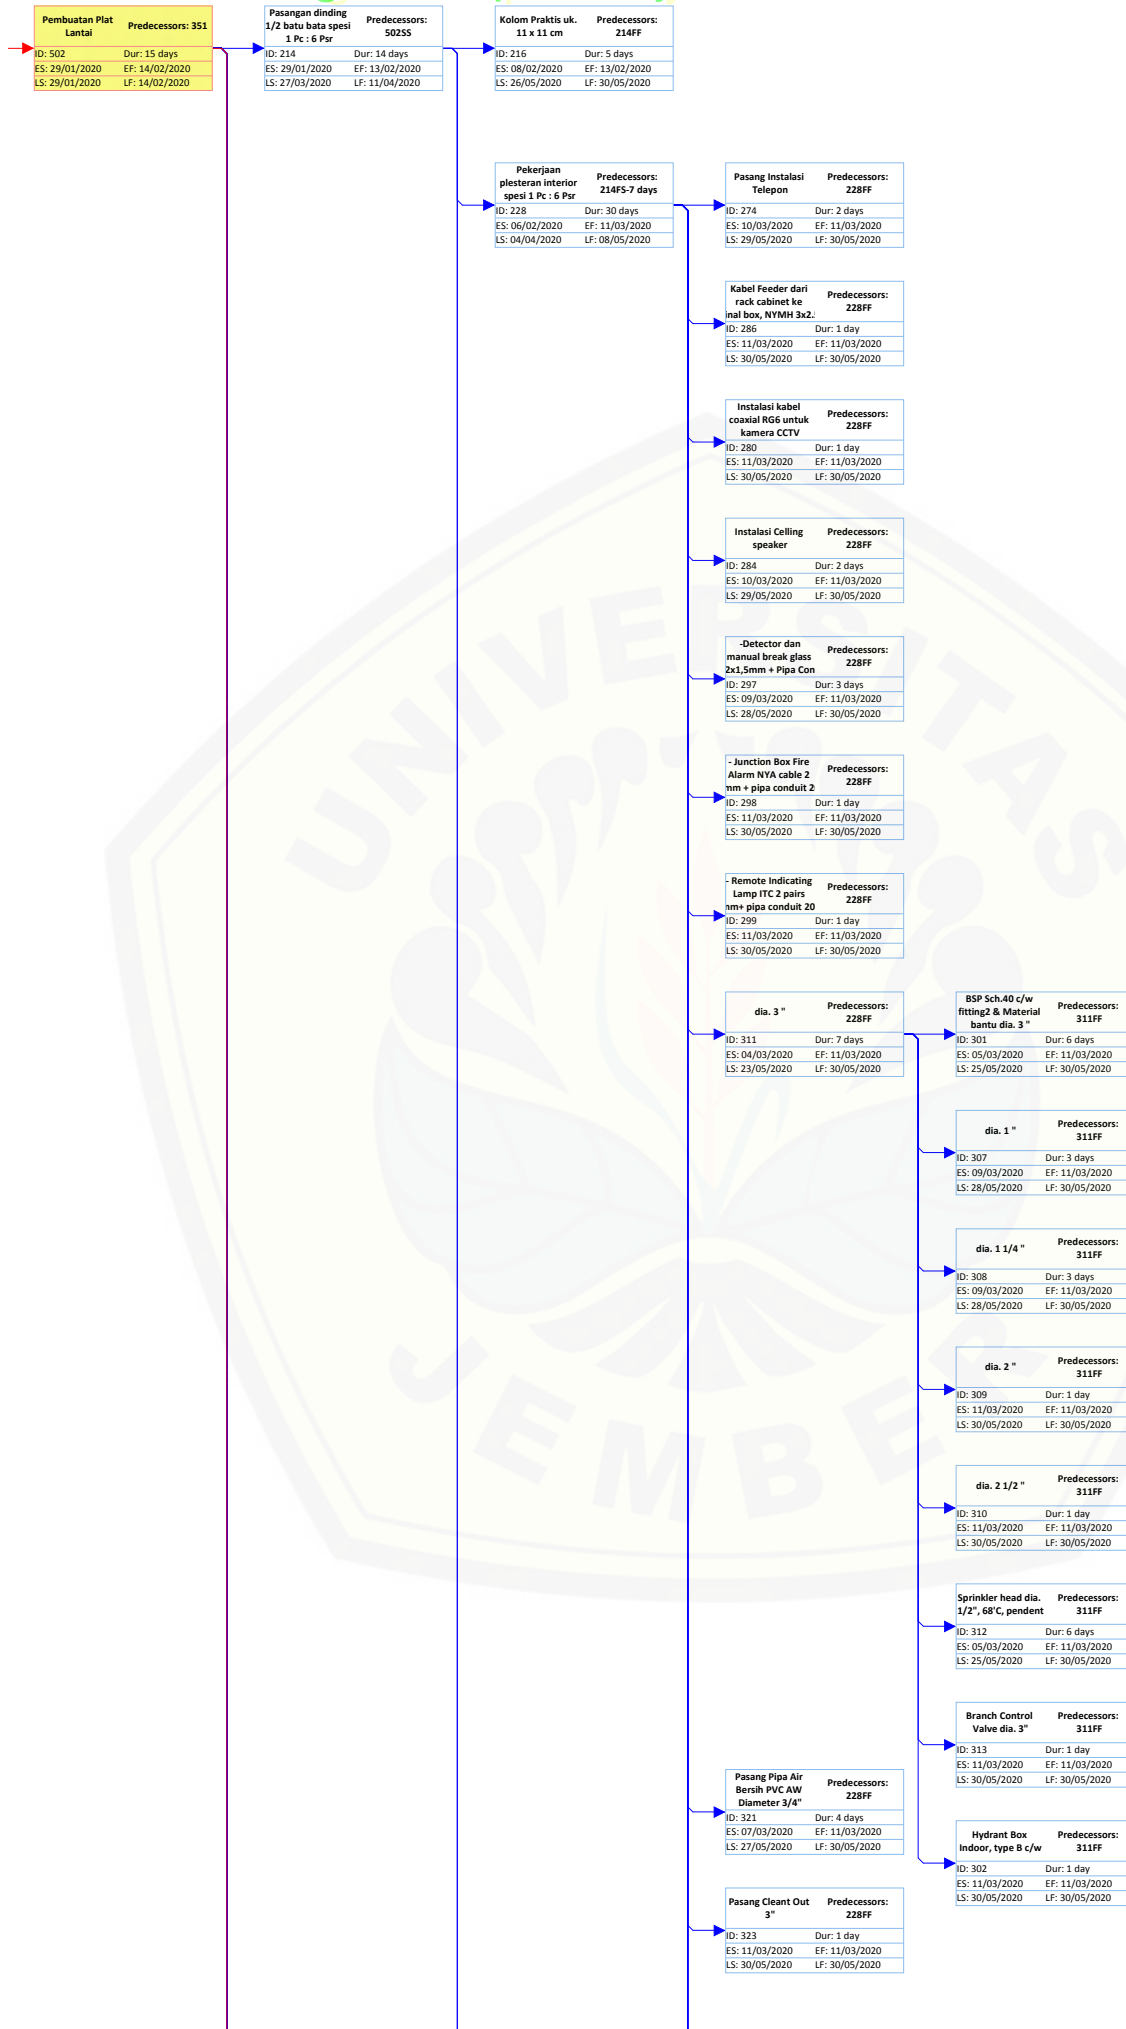 Pembuatan Plat
Lantai
Predecessors: 351
ID: 502 Dur: 15 days
ES: 29/01/2020 EF: 14/02/2020
LS: 29/01/2020 LF: 14/02/2020
Pasangan dinding
1/2 batu bata spesi
1 Pc : 6 Psr
Predecessors:
502SS
ID: 214 Dur: 14 days
ES: 29/01/2020 EF: 13/02/2020
LS: 27/03/2020 LF: 11/04/2020
Kolom Praktis uk.
11 x 11 cm
Predecessors:
214FF
ID: 216 Dur: 5 days
ES: 08/02/2020 EF: 13/02/2020
LS: 26/05/2020 LF: 30/05/2020
Pekerjaan
plesteran interior
spesi 1 Pc : 6 Psr
Predecessors:
214FS-7 days
ID: 228 Dur: 30 days
ES: 06/02/2020 EF: 11/03/2020
LS: 04/04/2020 LF: 08/05/2020
Pasang Instalasi
Telepon
Predecessors:
228FF
ID: 274 Dur: 2 days
ES: 10/03/2020 EF: 11/03/2020
LS: 29/05/2020 LF: 30/05/2020
Kabel Feeder dari
rack cabinet ke
inal box, NYMH 3x2.
Predecessors:
228FF
ID: 286 Dur: 1 day
ES: 11/03/2020 EF: 11/03/2020
LS: 30/05/2020 LF: 30/05/2020
Instalasi kabel
coaxial RG6 untuk
kamera CCTV
Predecessors:
228FF
ID: 280 Dur: 1 day
ES: 11/03/2020 EF: 11/03/2020
LS: 30/05/2020 LF: 30/05/2020
Instalasi Celling
speaker
Predecessors:
228FF
ID: 284 Dur: 2 days
ES: 10/03/2020 EF: 11/03/2020
LS: 29/05/2020 LF: 30/05/2020
-Detector dan
manual break glass
2x1,5mm + Pipa Con
Predecessors:
228FF
ID: 297 Dur: 3 days
ES: 09/03/2020 EF: 11/03/2020
LS: 28/05/2020 LF: 30/05/2020
- Junction Box Fire
Alarm NYA cable 2
mm + pipa conduit 2
Predecessors:
228FF
ID: 298 Dur: 1 day
ES: 11/03/2020 EF: 11/03/2020
LS: 30/05/2020 LF: 30/05/2020
- Remote Indicating
Lamp ITC 2 pairs
mm+ pipa conduit 20
Predecessors:
228FF
ID: 299 Dur: 1 day
ES: 11/03/2020 EF: 11/03/2020
LS: 30/05/2020 LF: 30/05/2020
dia. 3 "
Predecessors:
228FF
ID: 311 Dur: 7 days
ES: 04/03/2020 EF: 11/03/2020
LS: 23/05/2020 LF: 30/05/2020
BSP Sch.40 c/w
fitting2 & Material
bantu dia. 3 "
Predecessors:
311FF
ID: 301 Dur: 6 days
ES: 05/03/2020 EF: 11/03/2020
LS: 25/05/2020 LF: 30/05/2020
dia. 1 "
Predecessors:
311FF
ID: 307 Dur: 3 days
ES: 09/03/2020 EF: 11/03/2020
LS: 28/05/2020 LF: 30/05/2020
dia. 1 1/4 "
Predecessors:
311FF
ID: 308 Dur: 3 days
ES: 09/03/2020 EF: 11/03/2020
LS: 28/05/2020 LF: 30/05/2020
dia. 2 "
Predecessors:
311FF
ID: 309 Dur: 1 day
ES: 11/03/2020 EF: 11/03/2020
LS: 30/05/2020 LF: 30/05/2020
dia. 2 1/2 "
Predecessors:
311FF
ID: 310 Dur: 1 day
ES: 11/03/2020 EF: 11/03/2020
LS: 30/05/2020 LF: 30/05/2020
Sprinkler head dia.
1/2", 68'C, pendent
Predecessors:
311FF
ID: 312 Dur: 6 days
ES: 05/03/2020 EF: 11/03/2020
LS: 25/05/2020 LF: 30/05/2020
Branch Control
Valve dia. 3"
Predecessors:
311FF
ID: 313 Dur: 1 day
ES: 11/03/2020 EF: 11/03/2020
LS: 30/05/2020 LF: 30/05/2020
Pasang Pipa Air
Bersih PVC AW
Diameter 3/4"
Predecessors:
228FF
ID: 321 Dur: 4 days
ES: 07/03/2020 EF: 11/03/2020
LS: 27/05/2020 LF: 30/05/2020
Hydrant Box
Indoor, type B c/w
Predecessors:
311FF
ID: 302 Dur: 1 day
ES: 11/03/2020 EF: 11/03/2020
LS: 30/05/2020 LF: 30/05/2020
Pasang Cleant Out
3"
Predecessors:
228FF
ID: 323 Dur: 1 day
ES: 11/03/2020 EF: 11/03/2020
LS: 30/05/2020 LF: 30/05/2020
UNIVERSITAS
JEMBER